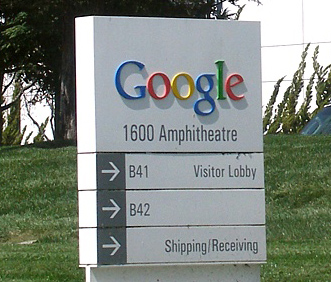 Google
1600 Amphitheatre
→ B41 Visitor Lobby
→ B42
→ Shipping/Receiving